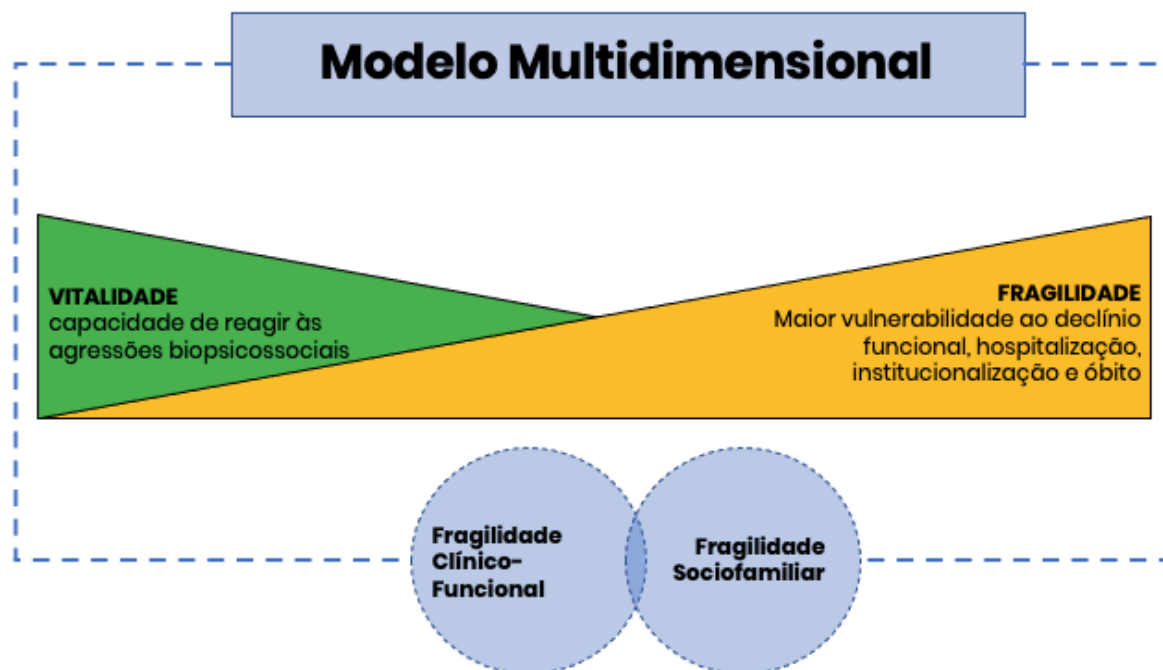 Modelo Multidimensional
VITALIDADE
capacidade de reagir às
agressões biopsicossociais
FRAGILIDADE
Maior vulnerabilidade ao declínio
funcional, hospitalização,
institucionalização e óbito
Fragilidade
Clínico-
Funcional
Fragilidade
Sociofamiliar